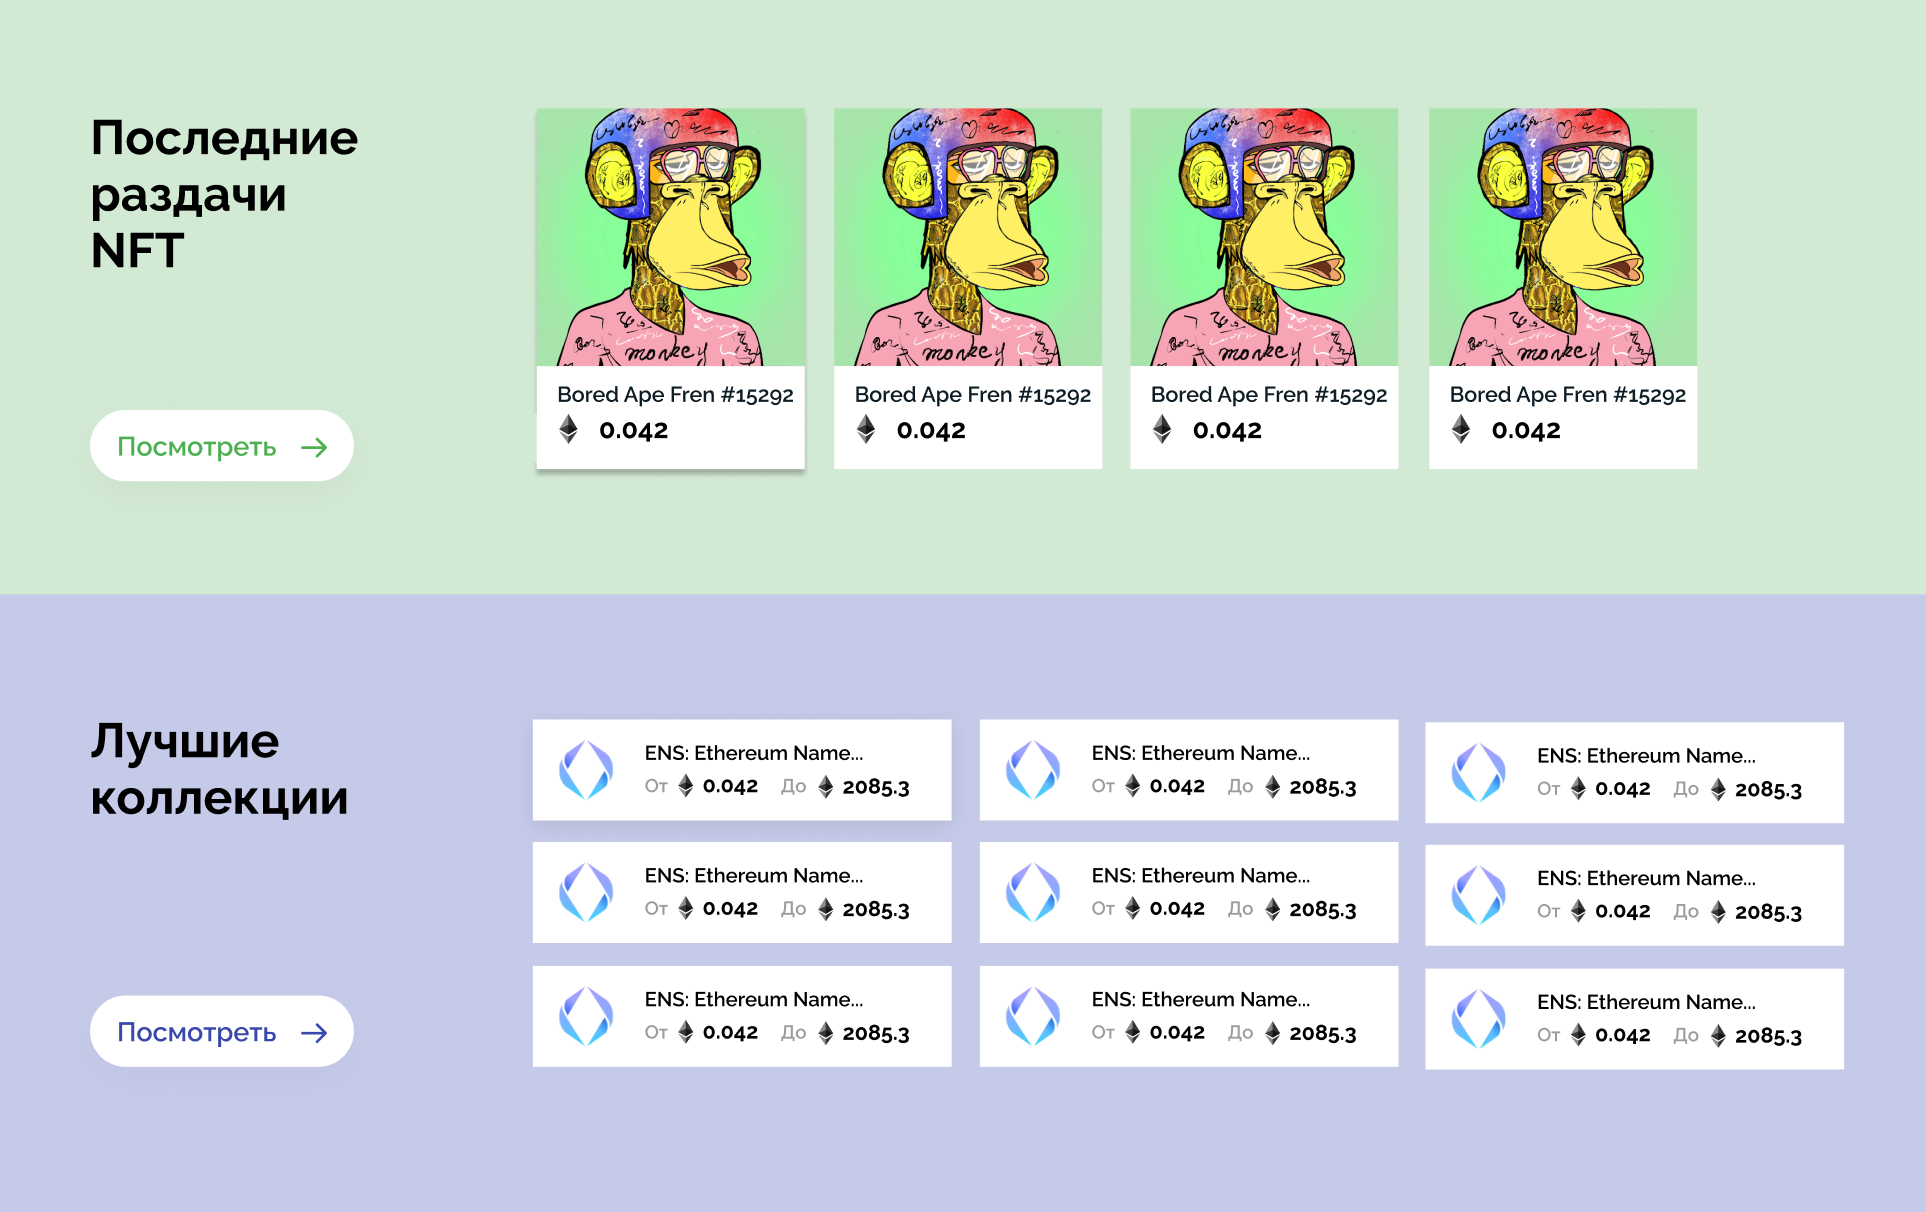 Последние
раздачи
NFT
Посмотреть
monkey
Bored Ape Fren #15292
0.042
monkey
Bored Ape Fren #15292
0.042
monkey
Bored Ape Fren #15292
0.042
monkey
Bored Ape Fren #15292
0.042
Лучшие
коллекции
Посмотреть
ENS: Ethereum Name...
От 0.042 До 2085.3
ENS: Ethereum Name...
От 0.042 До 2085.3
ENS: Ethereum Name...
От 0.042 До 2085.3
ENS: Ethereum Name...
От 0.042 До 2085.3
ENS: Ethereum Name...
От 0.042 До 2085.3
ENS: Ethereum Name...
От 0.042 До 2085.3
ENS: Ethereum Name...
От 0.042 До 2085.3
ENS: Ethereum Name...
От 0.042 До 2085.3
ENS: Ethereum Name...
От 0.042 До 2085.3